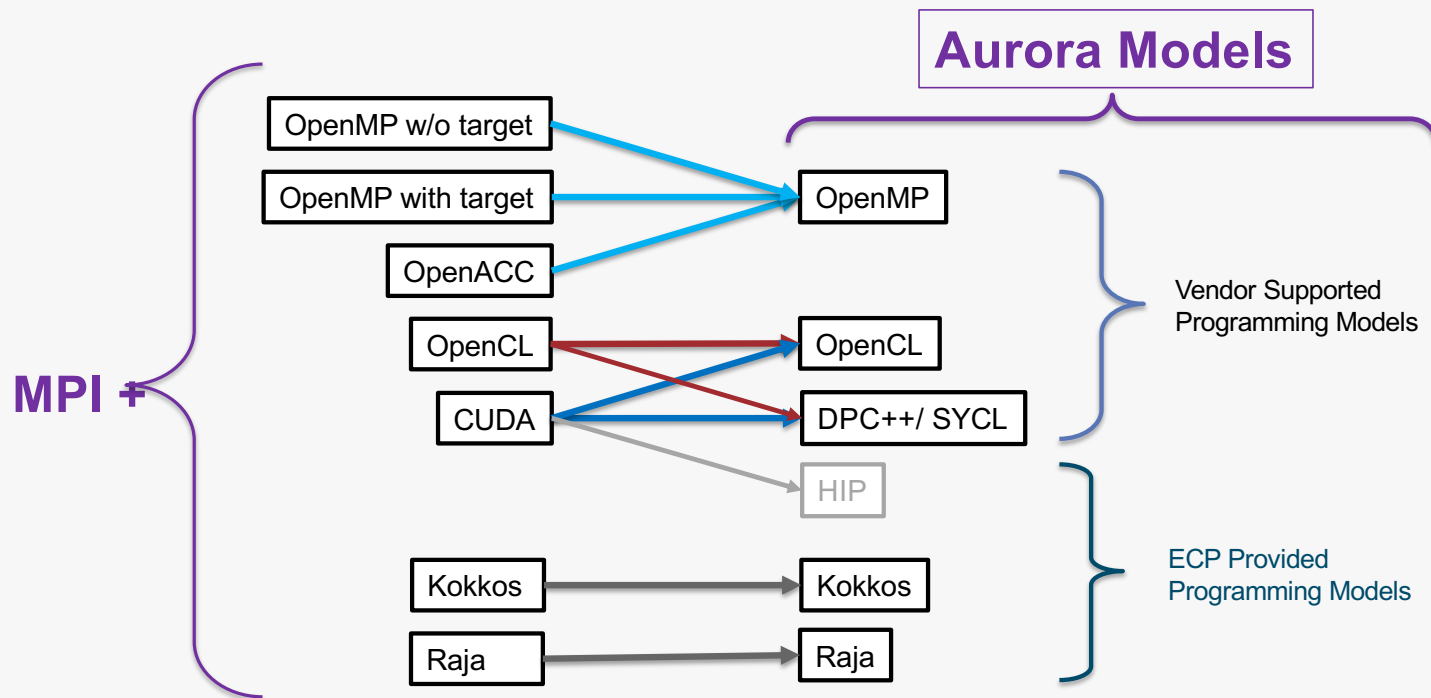 Aurora Models
OpenMP w/o target
OpenMP with target
OpenMP
OpenACC
Vendor Supported
Programming Models
OpenCL
OpenCL
MPI +
CUDA
DPC++/ SYCL
HIP
ECP Provided
Programming Models
Kokkos
Kokkos
Raja
Raja